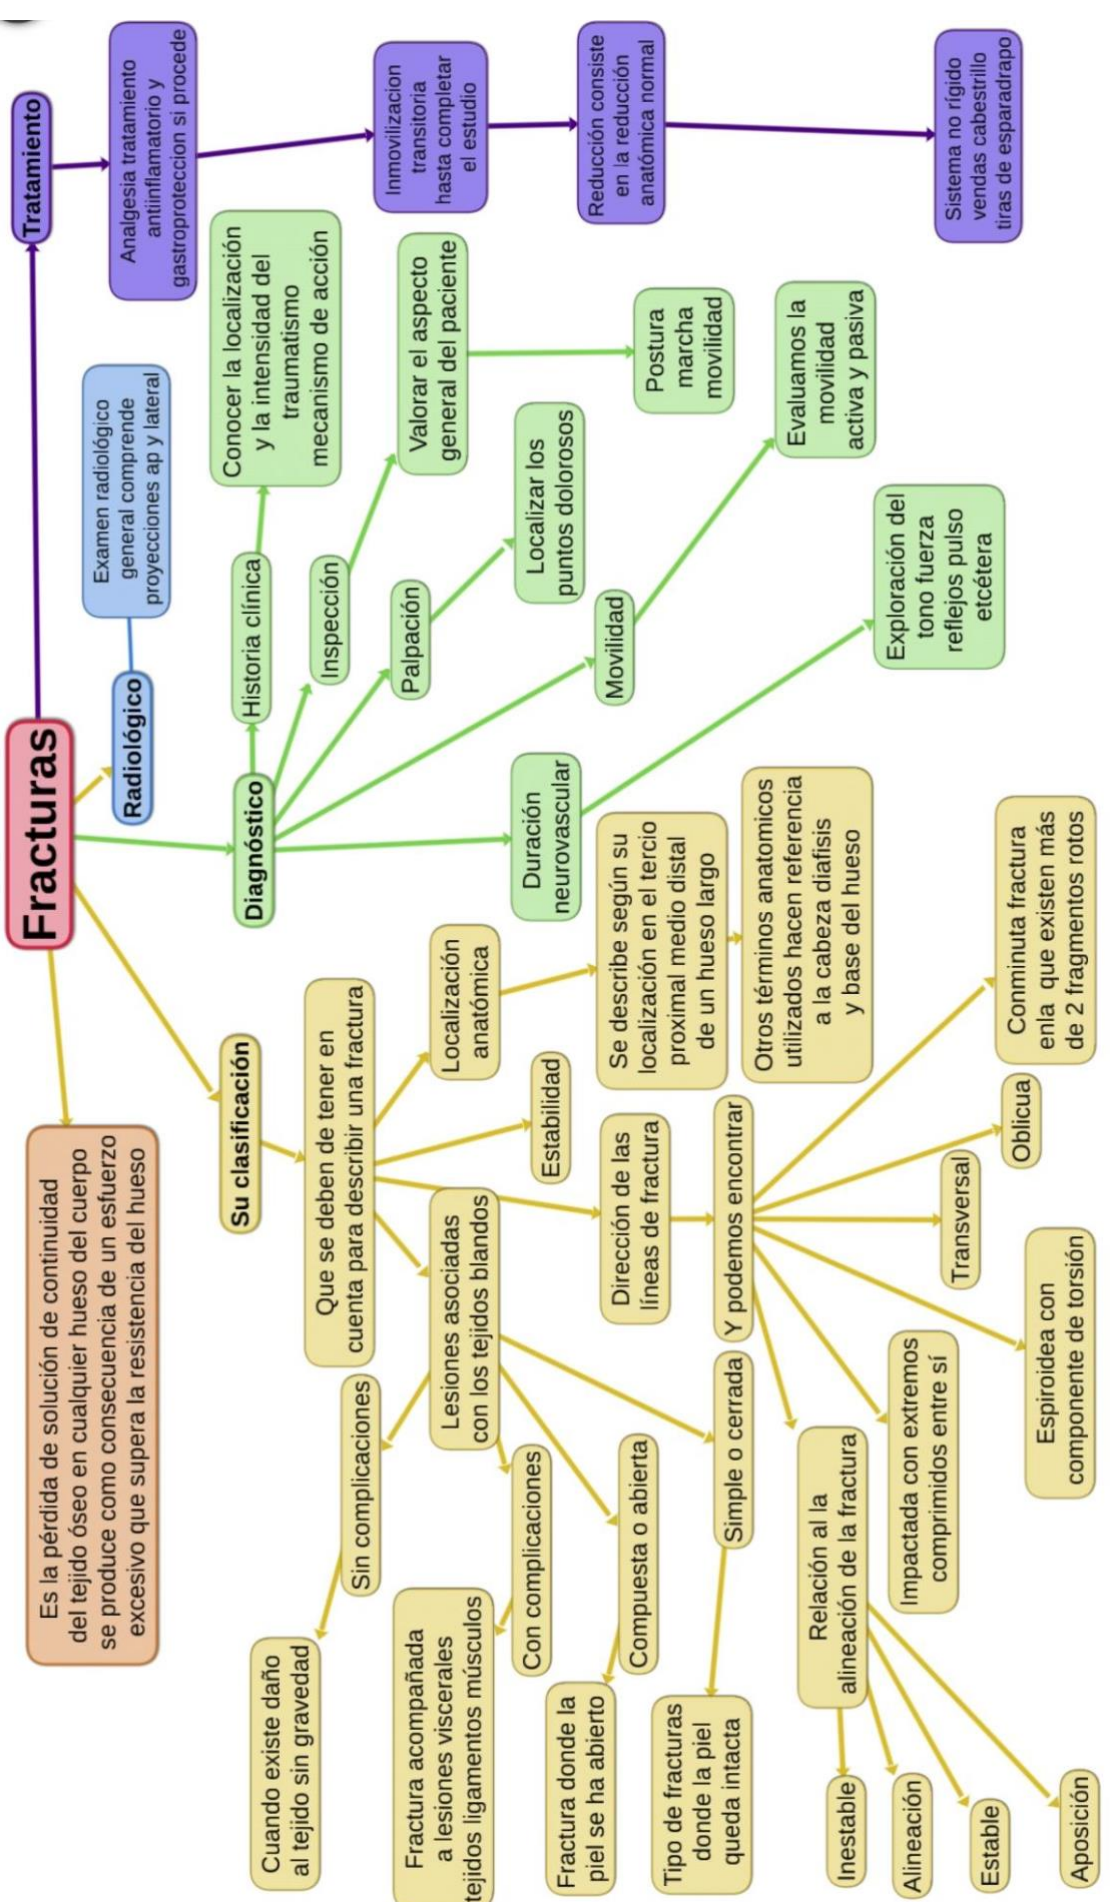 Fracturas
Es la pérdida de solución de continuidad
del tejido óseo en cualquier hueso del cuerpo
se produce como consecuencia de un esfuerzo
excesivo que supera la resistencia del hueso
Su clasificación
Que se deben de tener en
cuenta para describir una fractura
Lesiones asociadas
con los tejidos blandos
Sin complicaciones
Cuando existe daño
al tejido sin gravedad
Con complicaciones
Fractura acompañada
a lesiones viscerales
tejidos ligamentos músculos
Compuesta o abierta
Fractura donde la
piel se ha abierto
Simple o cerrada
Tipo de fracturas
donde la piel
queda intacta
Dirección de las
líneas de fractura
Y podemos encontrar
Relación al la
alineación de la fractura
Inestable
Alineación
Estable
Aposición
Impactada con extremos
comprimidos entre sí
Espiroidea con
componente de torsión
Transversal
Oblicua
Conminuta fractura
enla que existen más
de 2 fragmentos rotos
Estabilidad
Localización
anatómica
Se describe según su
localización en el tercio
proximal medio distal
de un hueso largo
Otros términos anatomicos
utilizados hacen referencia
a la cabeza diafisis
y base del hueso
Diagnóstico
Historia clínica
Conocer la localización
y la intensidad del
traumatismo
mecanismo de acción
Inspección
Valorar el aspecto
general del paciente
Postura
marcha
movilidad
Palpación
Localizar los
puntos dolorosos
Movilidad
Evaluamos la
movilidad
activa y pasiva
Duración
neurovascular
Exploración del
tono fuerza
reflejos pulso
etcétera
Radiológico
Examen radiológico
general comprende
proyecciones ap y lateral
Tratamiento
Analgesia tratamiento
antiinflamatorio y
gastroproteccion si procede
Inmovilizacion
transitoria
hasta completar
el estudio
Reducción consiste
en la reducción
anatómica normal
Sistema no rígido
vendas cabestrillo
tiras de esparadrapo